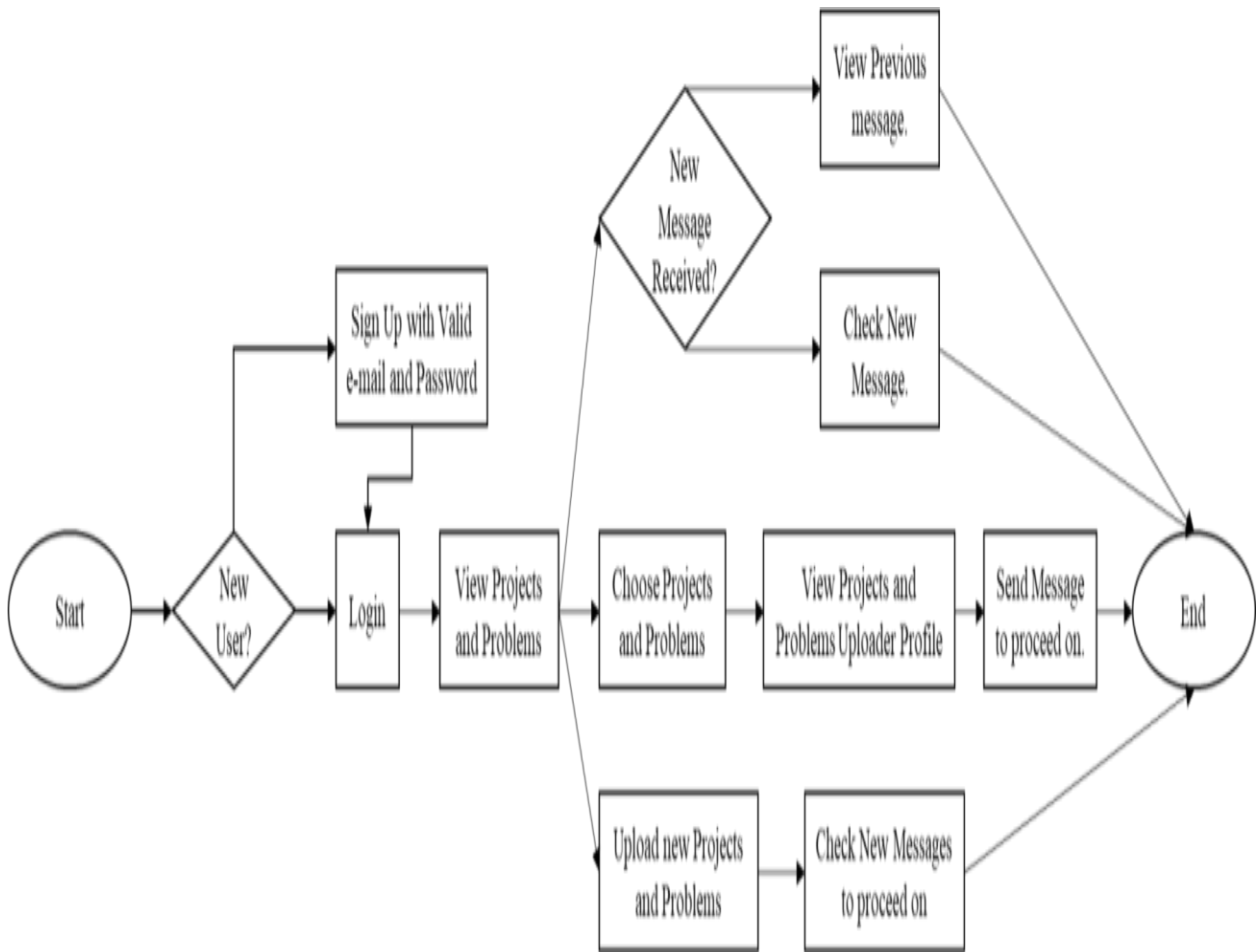 View Previous
message.
New
Message
Received?
Sign Up with Valid
e-mail and Password
Check New
Message.
Start
New
User?
Login
View Projects
and Problems
Choose Projects
and Problems
View Projects and
Problems Uploader Profile
Send Message
to proceed on.
End
Upload new Projects
and Problems
Check New Messages
to proceed on